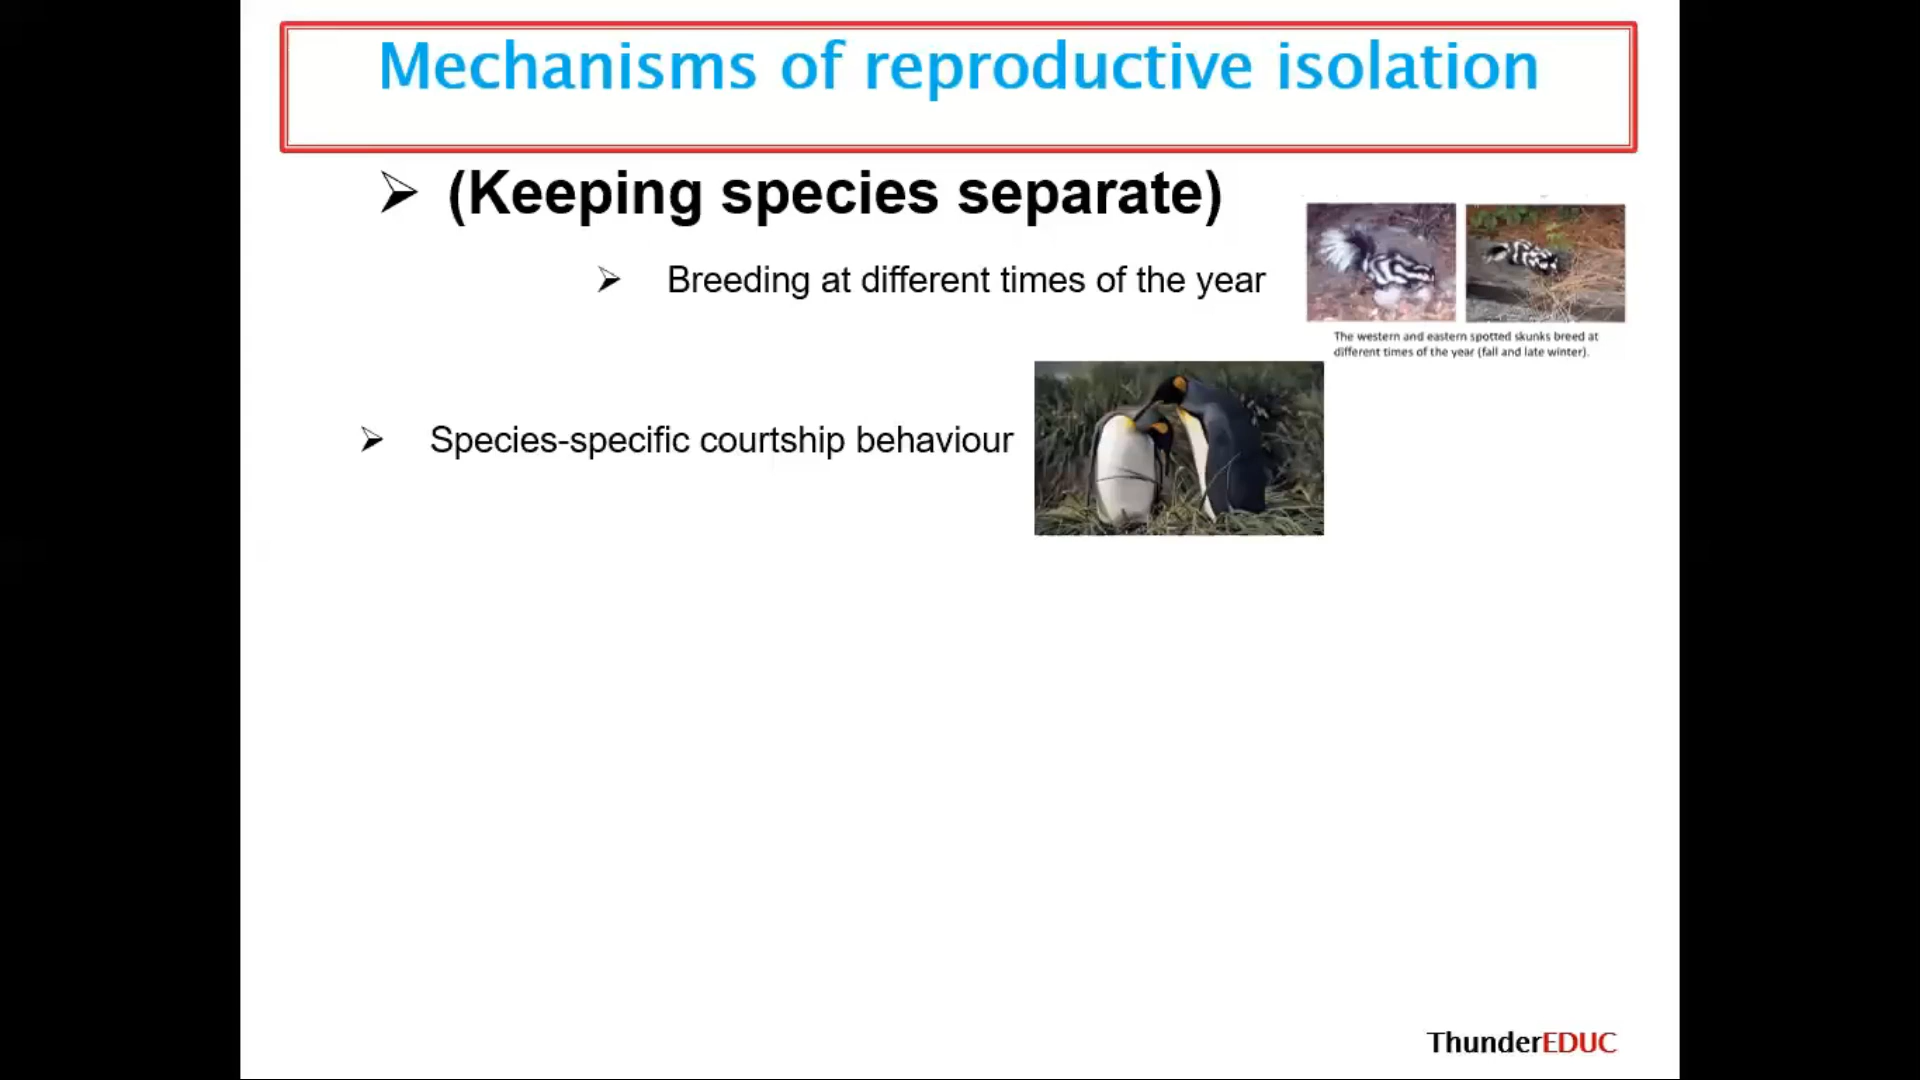 Mechanisms of reproductive isolation
(Keeping species separate)
Breeding at different times of the year
The western and eastern spotted skunks breed at
different times of the year (fall and late winter).
Species-specific courtship behaviour
ThunderEDUC